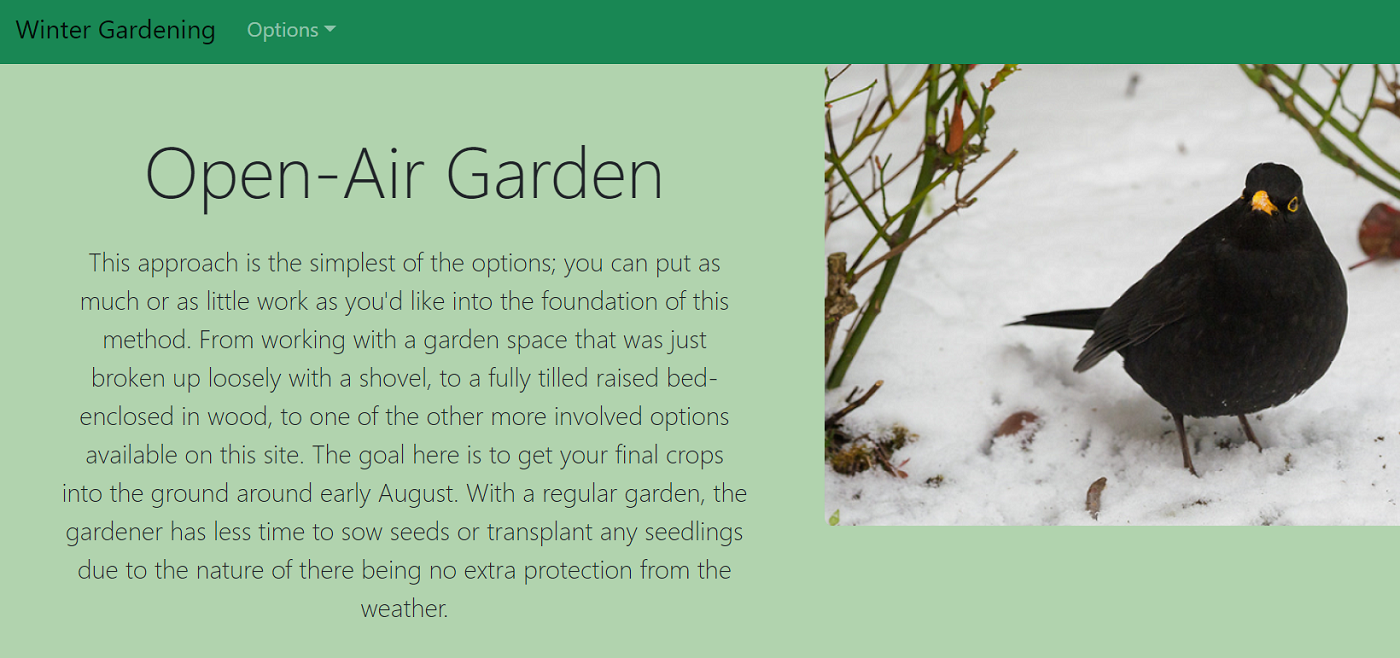 Winter Gardening Options
Open-Air Garden
This approach is the simplest of the options; you can put as
much or as little work as you'd like into the foundation of this
method. From working with a garden space that was just
broken up loosely with a shovel, to a fully tilled raised bed-
enclosed in wood, to one of the other more involved options
available on this site. The goal here is to get your final crops
into the ground around early August. With a regular garden, the
gardener has less time to sow seeds or transplant any seedlings
due to the nature of there being no extra protection from the
weather.